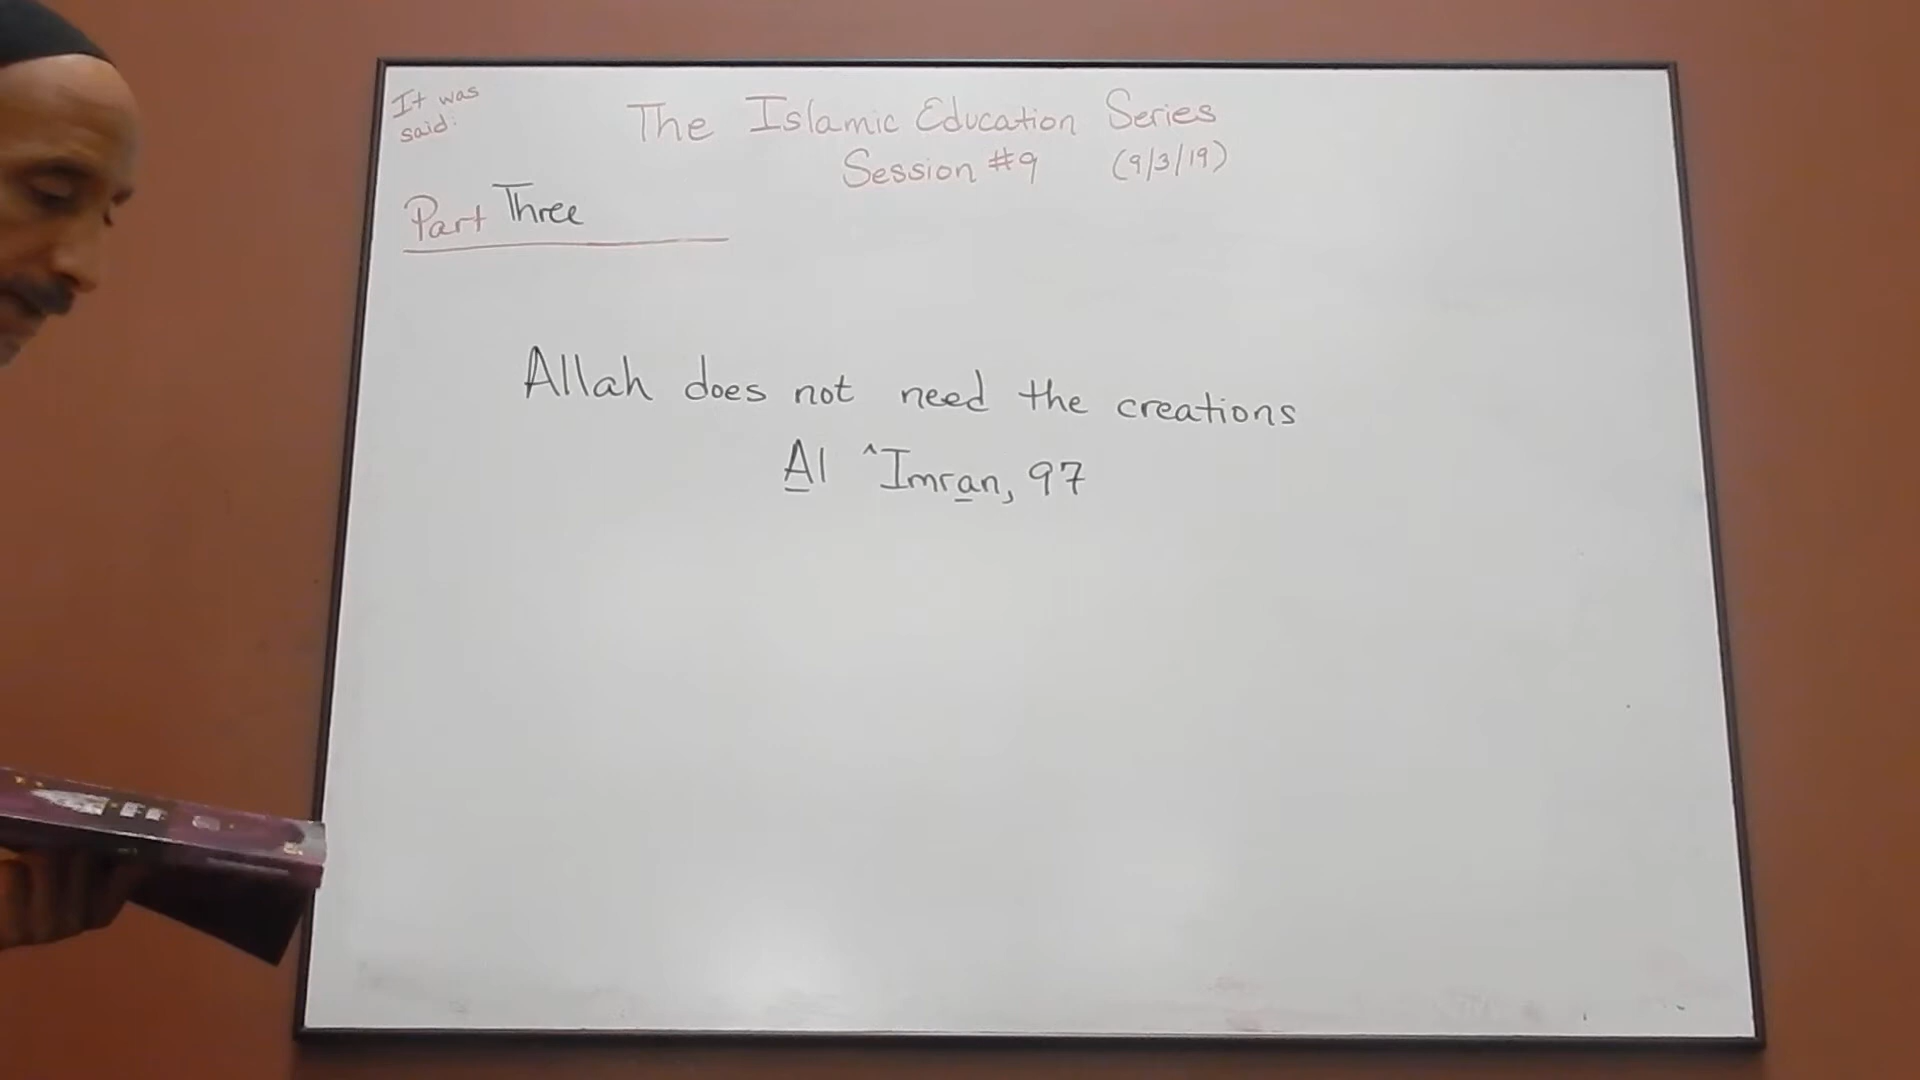 It was
said:
The Islamic Education Series
Session #9 (9/3/19)
Part Three
Allah does not need the creations
Al ^Imran, 97